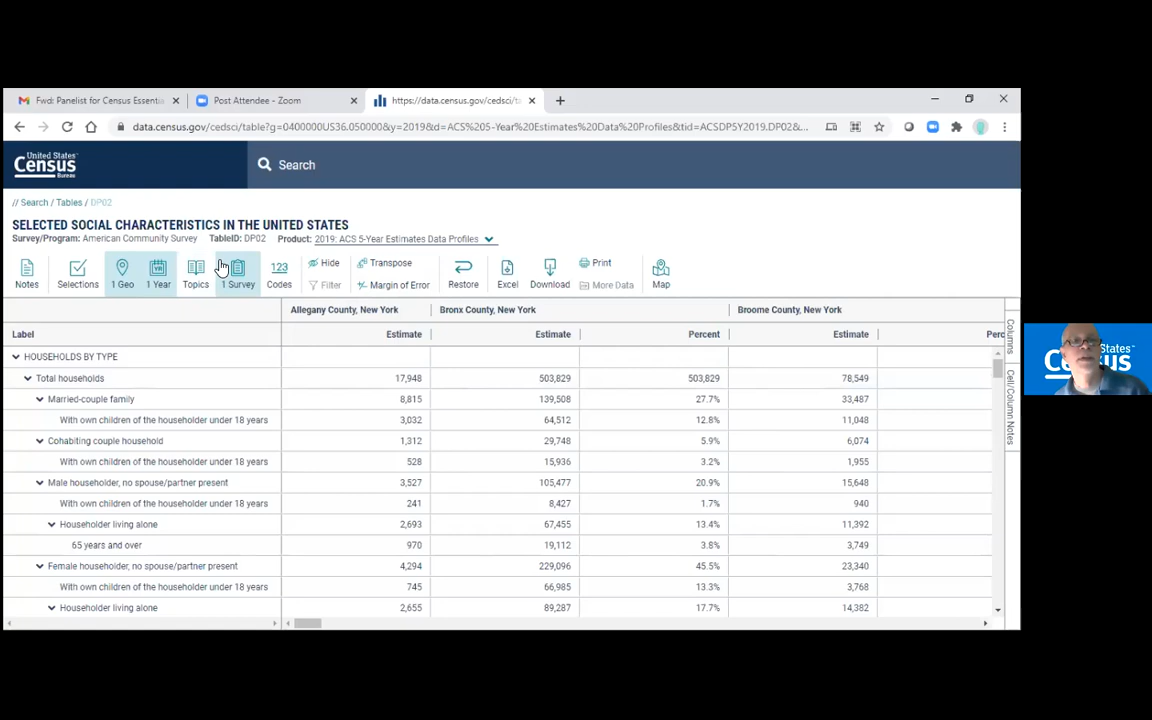 Fwd: Panelist for Census Essentia
Post Attendee - Zoom
https://data.census.gov/cedsci/ta
data.census.gov/cedsci/table?g=0400000US36.050000&y=2019&d=ACS%205-Year%20Estimates%20Data%20Profiles&tid=ACSDP5Y2019.DP02&...
United States
Census
Bureau
Search
// Search / Tables / DP02
SELECTED SOCIAL CHARACTERISTICS IN THE UNITED STATES
Survey/Program: American Community Survey TableID: DP02 Product: 2019: ACS 5-Year Estimates Data Profiles
Notes Selections 1 Geo 1 Year Topics 1 Survey 123 Codes Hide Filter Transpose Margin of Error Restore Excel Download Print More Data Map
Allegany County, New York Bronx County, New York Broome County, New York
Label Estimate Estimate Percent Estimate Perc
HOUSEHOLDS BY TYPE
Total households 17,948 503,829 503,829 78,549
Married-couple family 8,815 139,508 27.7% 33,487
With own children of the householder under 18 years 3,032 64,512 12.8% 11,048
Cohabiting couple household 1,312 29,748 5.9% 6,074
With own children of the householder under 18 years 528 15,936 3.2% 1,955
Male householder, no spouse/partner present 3,527 105,477 20.9% 15,648
With own children of the householder under 18 years 241 8,427 1.7% 940
Householder living alone 2,693 67,455 13.4% 11,392
65 years and over 970 19,112 3.8% 3,749
Female householder, no spouse/partner present 4,294 229,096 45.5% 23,340
With own children of the householder under 18 years 745 66,985 13.3% 3,768
Householder living alone 2,655 89,287 17.7% 14,382
Columns
Cell/Column Notes